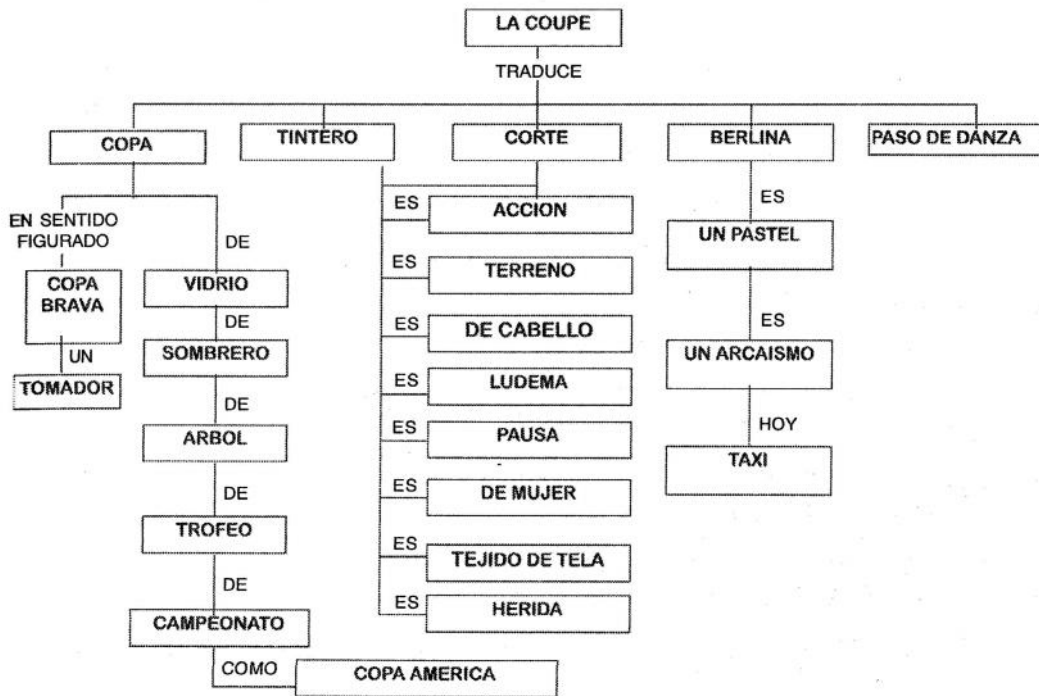 LA COUPE
TRADUCE
COPA
TINTERO
CORTE
BERLINA
PASO DE DANZA
EN SENTIDO
FIGURADO
COPA
BRAVA
UN
TOMADOR
DE
VIDRIO
DE
SOMBRERO
DE
ARBOL
DE
TROFEO
DE
CAMPEONATO
COMO
COPA AMERICA
ES
ACCION
ES
TERRENO
ES
DE CABELLO
ES
LUDEMA
ES
PAUSA
ES
DE MUJER
ES
TEJIDO DE TELA
ES
HERIDA
ES
UN PASTEL
ES
UN ARCAISMO
HOY
TAXI